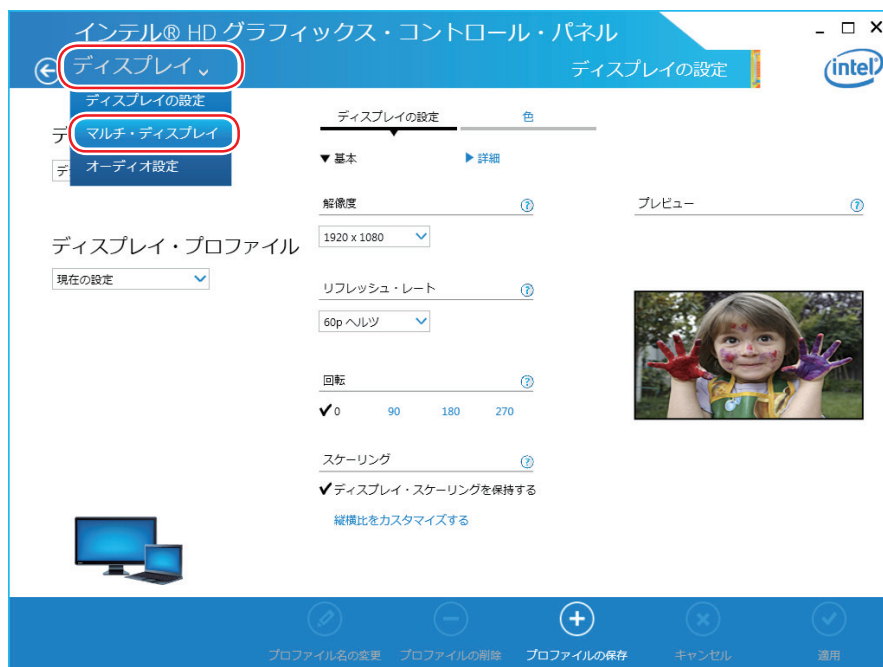 インテル® HD グラフィックス・コントロール・パネル
ディスプレイ
ディスプレイの設定
intel
ディスプレイの設定
マルチ・ディスプレイ
オーディオ設定
デ
デ
ディスプレイ・プロファイル
現在の設定
ディスプレイの設定
色
基本
詳細
解像度
?
1920 x 1080
リフレッシュ・レート
?
60p ヘルツ
回転
?
0 90 180 270
スケーリング
?
ディスプレイ・スケーリングを保持する
縦横比をカスタマイズする
プレビュー
?
プロファイル名の変更
プロファイルの削除
プロファイルの保存
キャンセル
適用